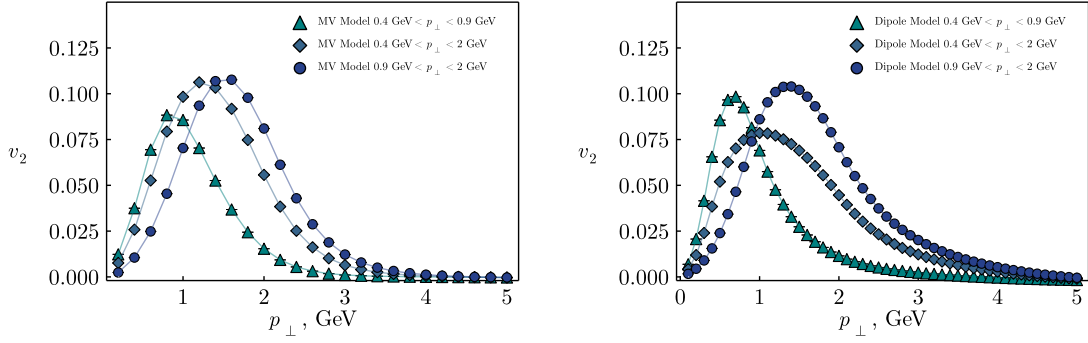 MV Model 0.4 GeV < p⊥ < 0.9 GeV
MV Model 0.4 GeV < p⊥ < 2 GeV
MV Model 0.9 GeV < p⊥ < 2 GeV
0.125
0.100
0.075
0.050
0.025
0.000
v₂
1 2 3 4 5
p⊥, GeV
Dipole Model 0.4 GeV < p⊥ < 0.9 GeV
Dipole Model 0.4 GeV < p⊥ < 2 GeV
Dipole Model 0.9 GeV < p⊥ < 2 GeV
0.125
0.100
0.075
0.050
0.025
0.000
v₂
0 1 2 3 4 5
p⊥, GeV